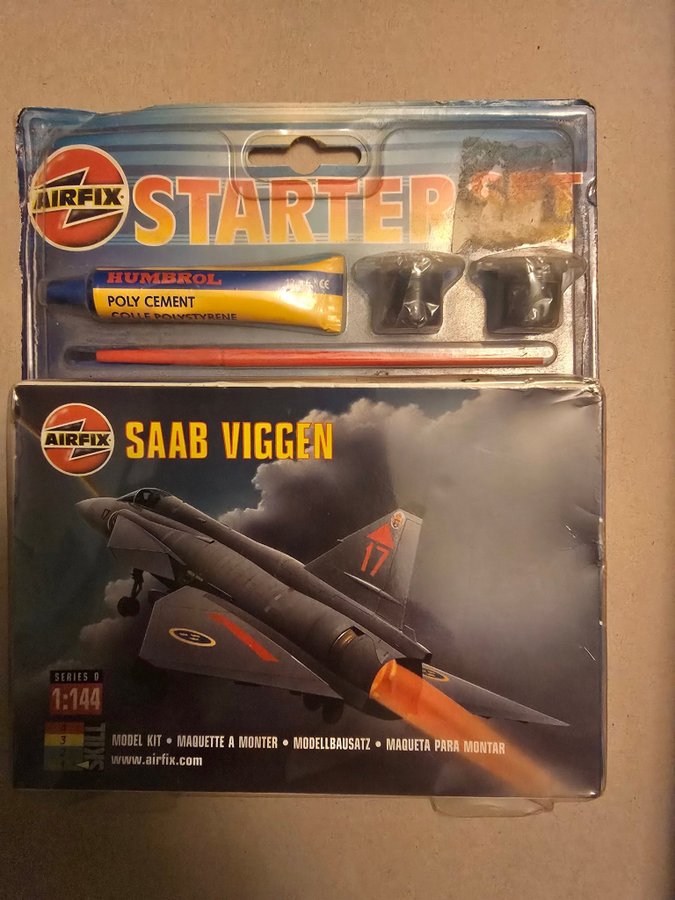 AIRFIX
STARTER SET
HUMBROL
POLY CEMENT
COLLE POLYSTYRENE
AIRFIX
SAAB VIGGEN
17
SERIES 0
1:144
3
SKILL
MODEL KIT • MAQUETTE A MONTER • MODELLBAUSATZ • MAQUETA PARA MONTAR
www.airfix.com